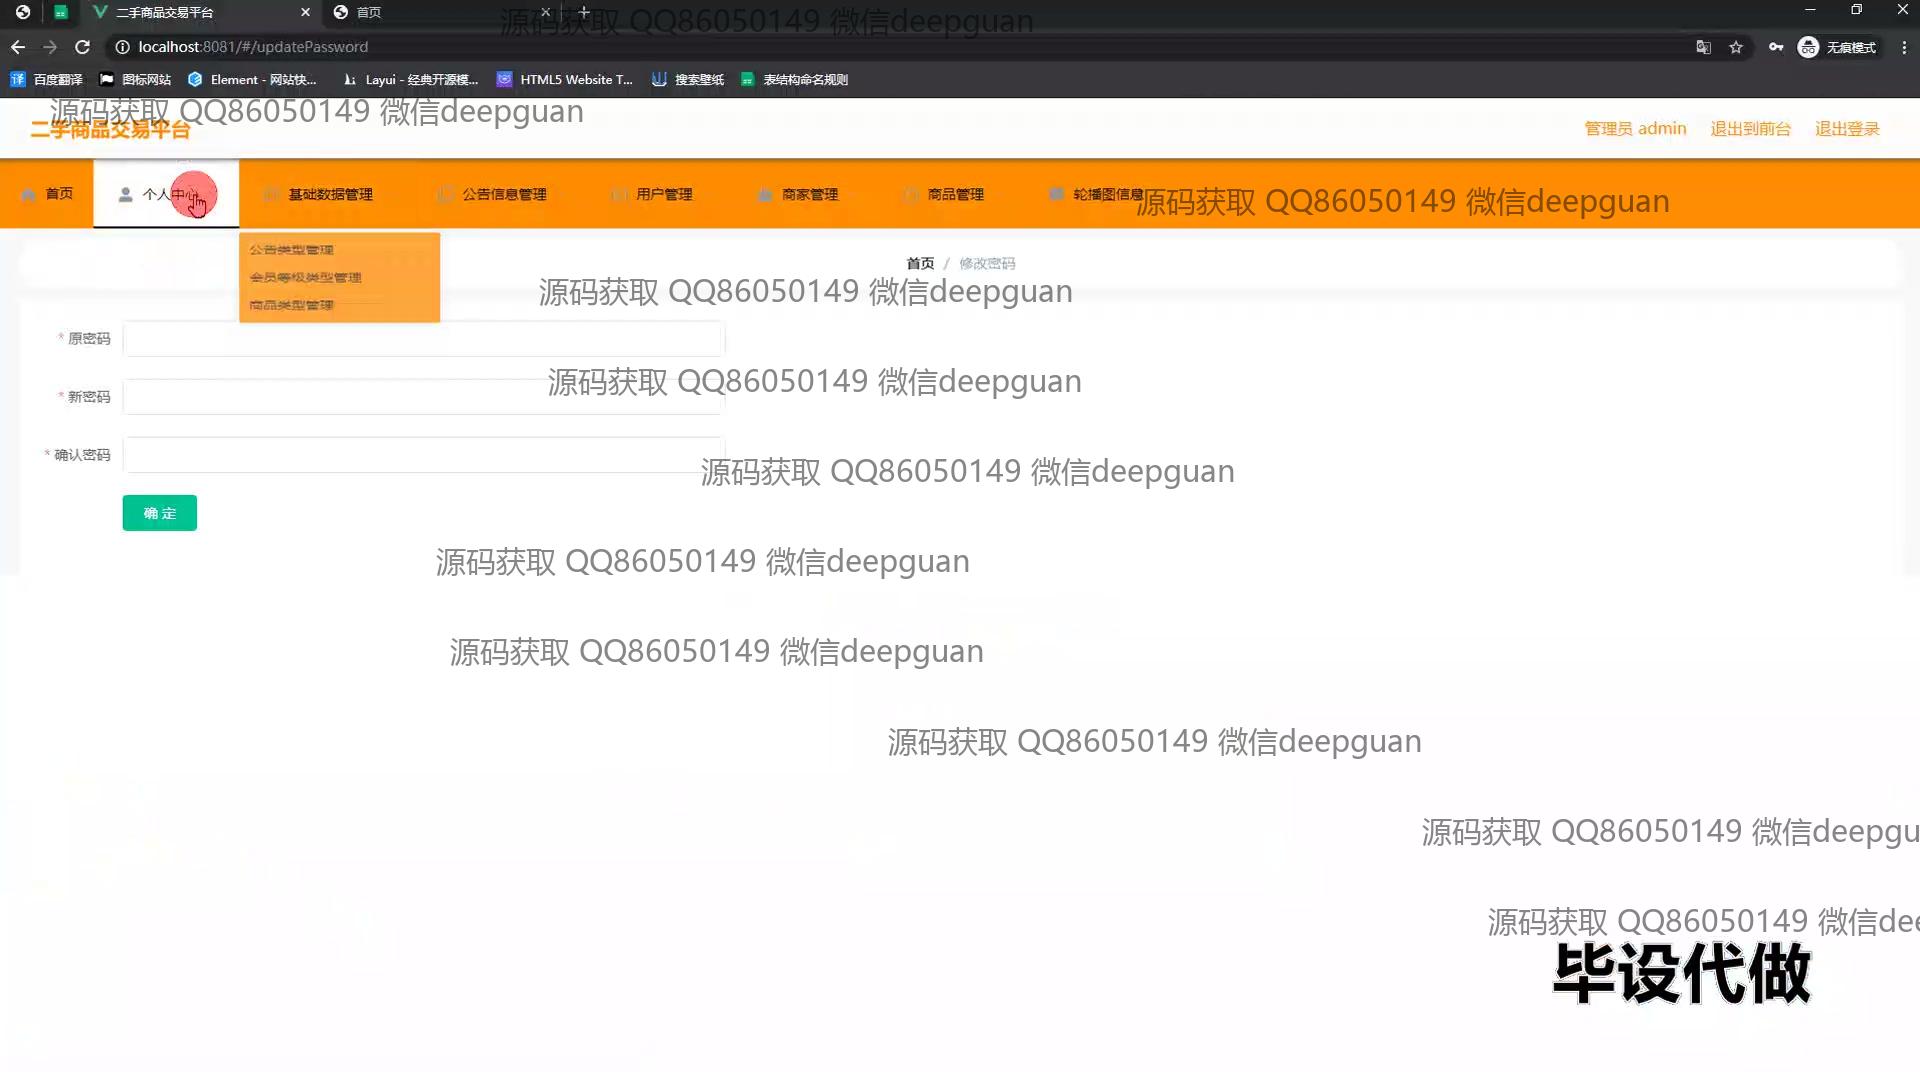 二手商品交易平台
首页
源码获取 QQ86050149 微信deepguan
localhost:8081/#/updatePassword
无痕模式
百度翻译
图标网站
Element - 网站快...
Layui - 经典开源模...
HTML5 Website T...
搜索壁纸
表结构命名规则
源码获取 QQ86050149 微信deepguan
二手商品交易平台
管理员 admin
退出到前台
退出登录
首页
个人中心
基础数据管理
公告信息管理
用户管理
商家管理
商品管理
轮播图信息
源码获取 QQ86050149 微信deepguan
公告类型管理
会员等级类型管理
商品类型管理
首页 / 修改密码
源码获取 QQ86050149 微信deepguan
* 原密码
源码获取 QQ86050149 微信deepguan
* 新密码
* 确认密码
源码获取 QQ86050149 微信deepguan
确 定
源码获取 QQ86050149 微信deepguan
源码获取 QQ86050149 微信deepguan
源码获取 QQ86050149 微信deepguan
源码获取 QQ86050149 微信deepgu
源码获取 QQ86050149 微信dee
毕设代做